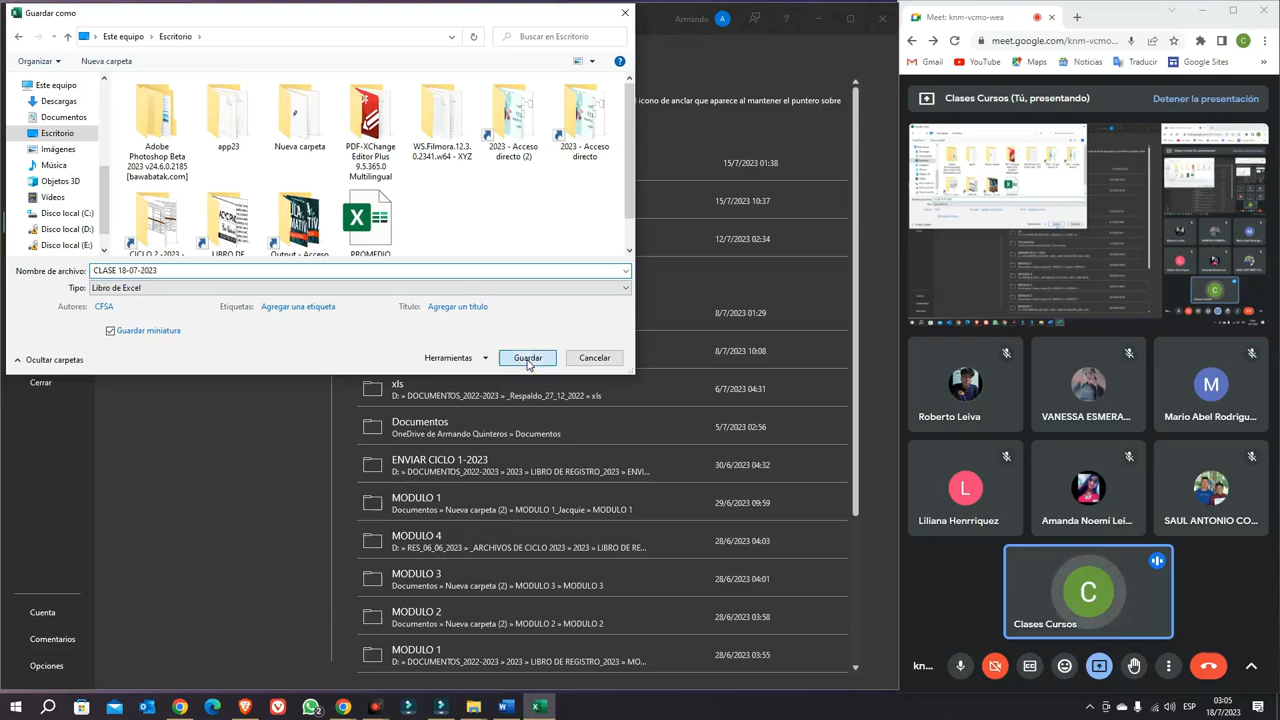 Guardar como
Este equipo › Escritorio ›
Buscar en Escritorio
Organizar
Nueva carpeta
Este equipo
Descargas
Documentos
Escritorio
Imágenes
Música
Objetos 3D
Vídeos
Disco local (C:)
Disco local (D:)
Disco local (E:)
Adobe
Photoshop Beta
2023 v24.6.0.2185
[bawabatak.com]
app23
Nueva carpeta
PDF-XChange
Editor Plus
9.5.365.0
Multilingual
WS.Filmora.12.3.
0.2341.w64 - XYZ
2023 - Acceso
directo (2)
2023 - Acceso
directo
CICLO 2 -2023 -
LIBRO DE
Output - Acceso
PROMEDIO
Nombre de archivo: CLASE 18-07-2023
Tipo: Libro de Excel
Autores: CFSA
Etiquetas: Agregar una etiqueta
Título: Agregar un título
Guardar miniatura
Ocultar carpetas
Herramientas
Guardar
Cancelar
Armando A
l icono de anclar que aparece al mantener el puntero sobre
15/7/2023 01:38
15/7/2023 10:37
12/7/2023 02:34
8/7/2023 01:29
8/7/2023 10:08
Cerrar
xls
D: » DOCUMENTOS_2022-2023 » _Respaldo_27_12_2022 » xls
6/7/2023 04:31
Documentos
OneDrive de Armando Quinteros » Documentos
5/7/2023 02:56
ENVIAR CICLO 1-2023
D: » DOCUMENTOS_2022-2023 » 2023 » LIBRO DE REGISTRO_2023 » ENVI...
30/6/2023 04:32
MODULO 1
Documentos » Nueva carpeta (2) » MODULO 1_Jacquie » MODULO 1
29/6/2023 09:59
MODULO 4
D: » RES_06_06_2023 » _ARCHIVOS DE CICLO 2023 » 2023 » LIBRO DE RE...
28/6/2023 04:03
MODULO 3
Documentos » Nueva carpeta (2) » MODULO 3 » MODULO 3
28/6/2023 04:01
MODULO 2
Documentos » Nueva carpeta (2) » MODULO 2 » MODULO 2
28/6/2023 03:58
MODULO 1
D: » DOCUMENTOS_2022-2023 » 2023 » LIBRO DE REGISTRO_2023 » MO...
28/6/2023 03:55
Cuenta
Comentarios
Opciones
Meet: knm-vcmo-wea
meet.google.com/knm-vcmo...
C
Gmail
YouTube
Maps
Noticias
Traducir
Google Sites
Clases Cursos (Tú, presentando)
Detener la presentación
Roberto Leiva
VANESSA ESMERA...
M
Mario Abel Rodrigu...
L
Liliana Henrriquez
Amanda Noemí Lei...
SAUL ANTONIO CO...
C
Clases Cursos
kn...
2
ESP
03:05
18/7/2023